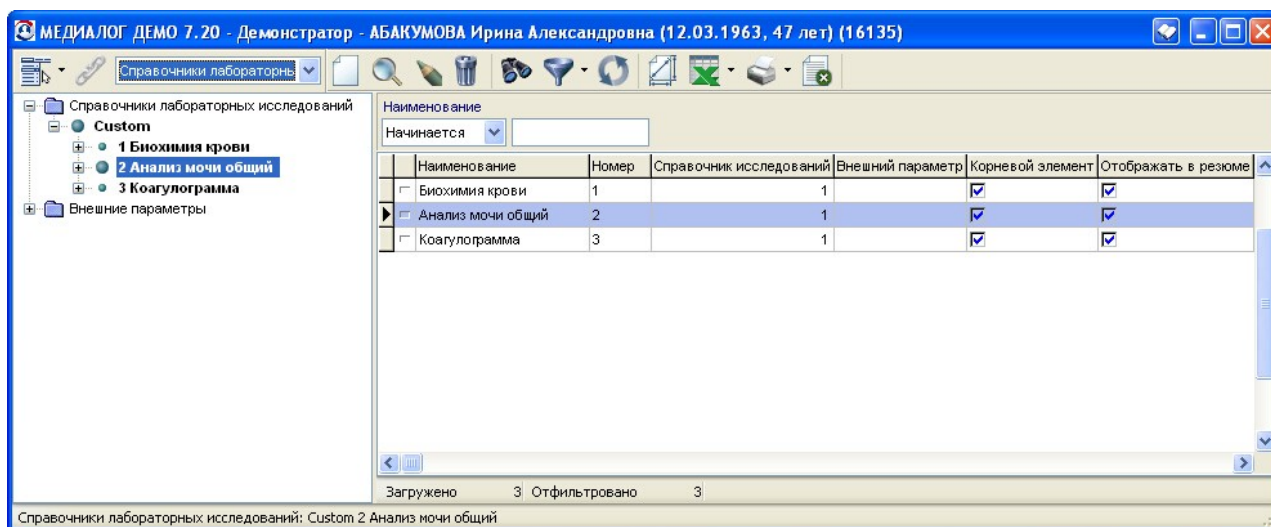 МЕДИАЛОГ ДЕМО 7.20 - Демонстратор - АБАКУМОВА Ирина Александровна (12.03.1963, 47 лет) (16135)
Справочники лабораторны
Справочники лабораторных исследований
Custom
1 Биохимия крови
2 Анализ мочи общий
3 Коагулограмма
Внешние параметры
Наименование
Начинается
Наименование Номер Справочник исследований Внешний параметр Корневой элемент Отображать в резюме
Биохимия крови 1 1
Анализ мочи общий 2 1
Коагулограмма 3 1
Загружено 3 Отфильтровано 3
Справочники лабораторных исследований: Custom 2 Анализ мочи общий